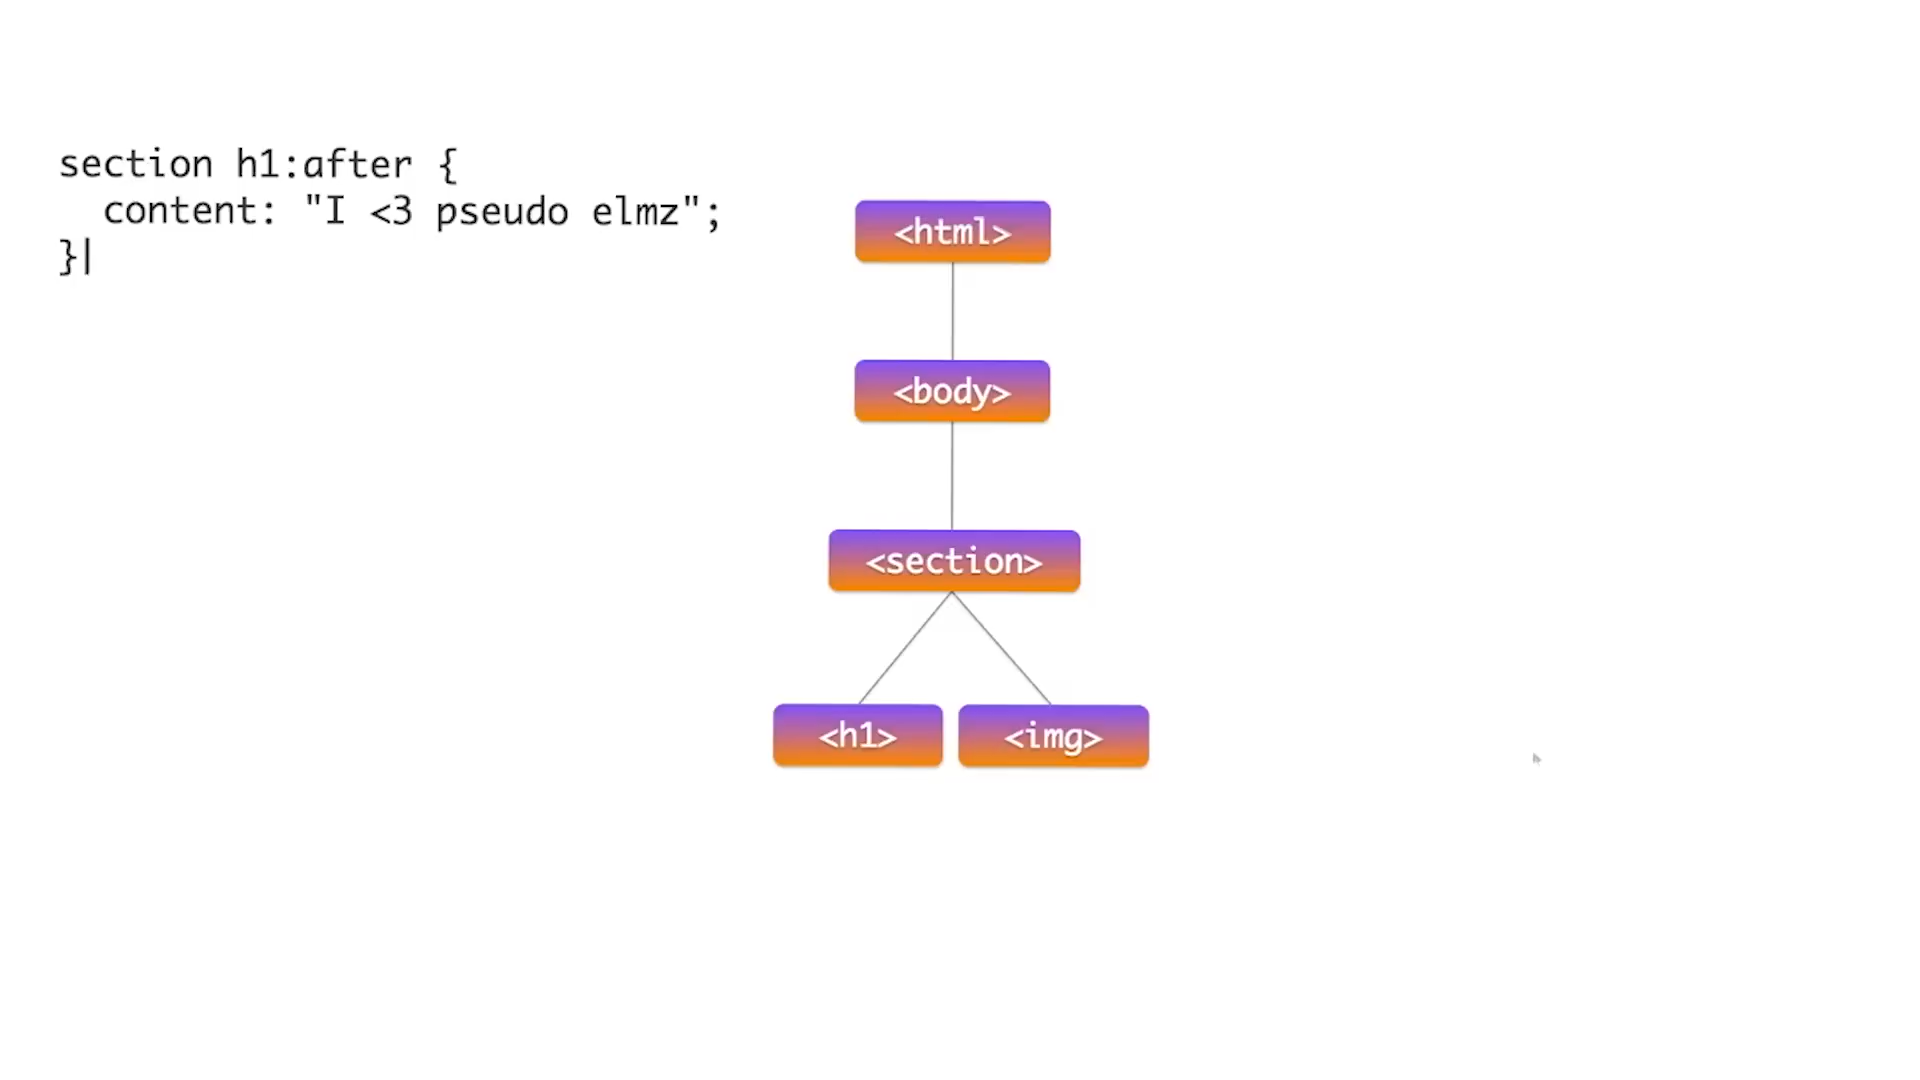 section h1:after {
  content: "I <3 pseudo elmz";
}
<html>
<body>
<section>
<h1> <img>